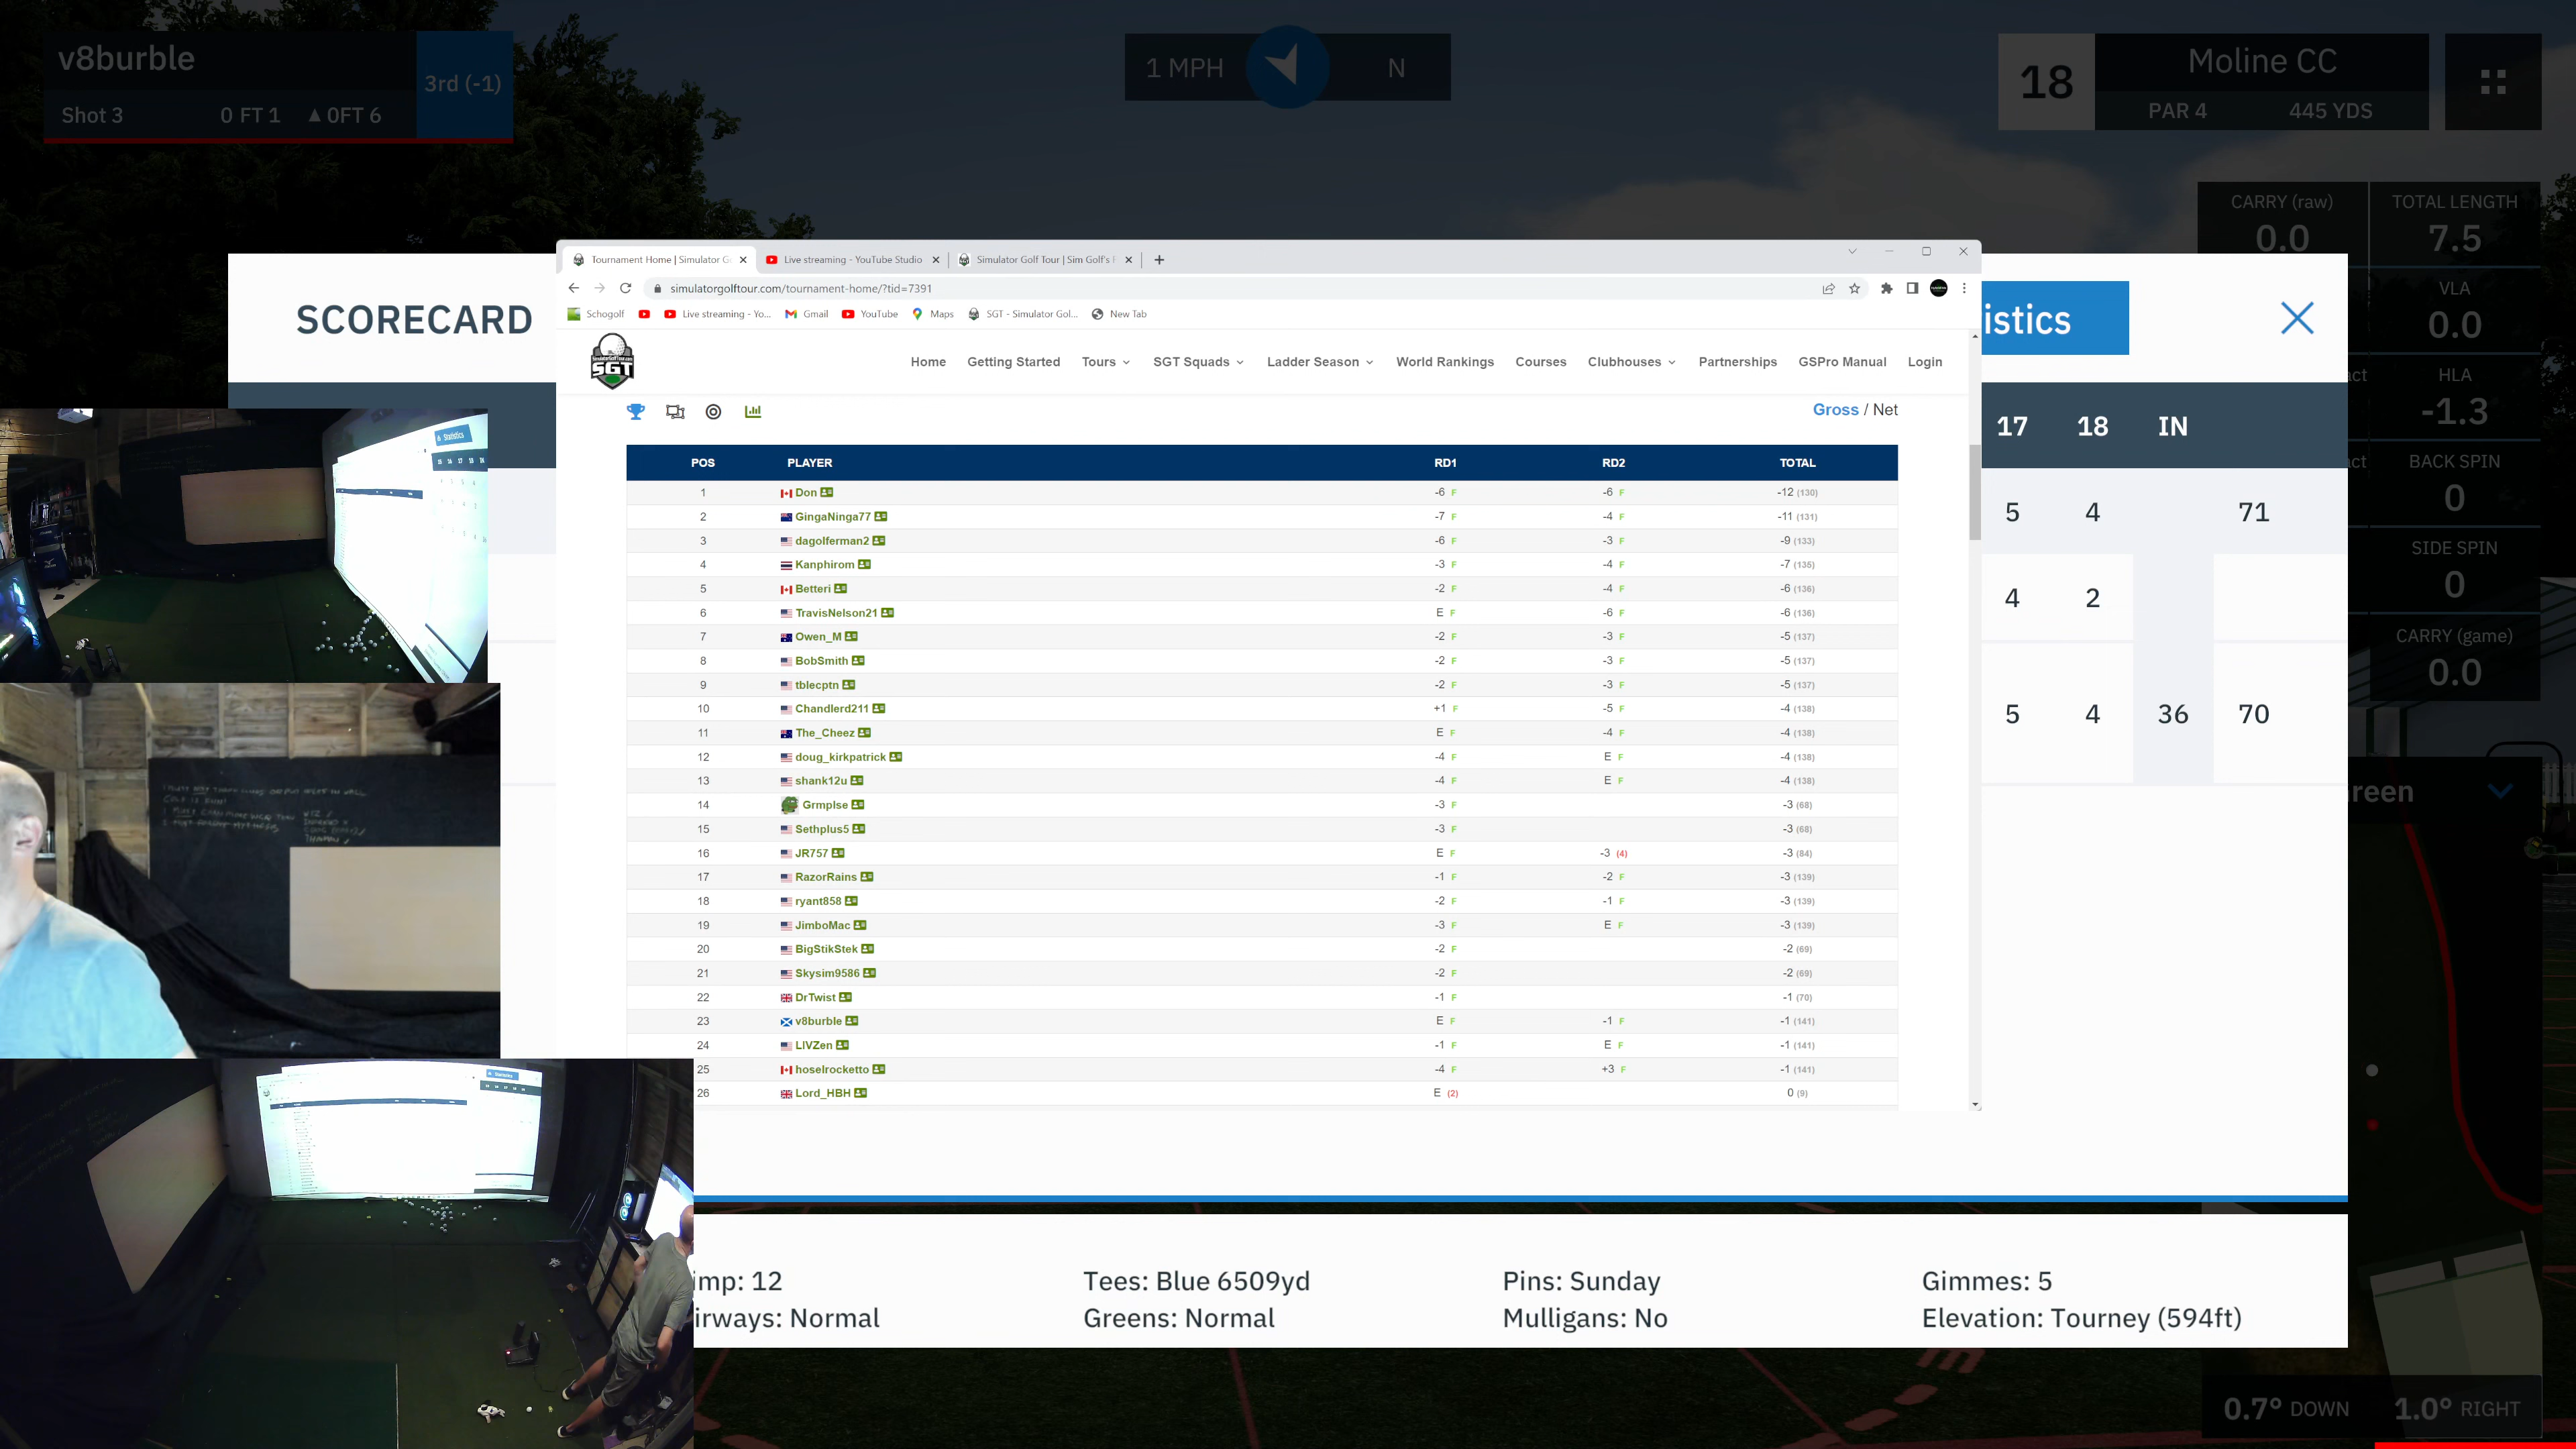 v8burble
3rd (-1)
Shot 3 0 FT 1 ▲0FT 6
1 MPH N
18 Moline CC
PAR 4 445 YDS
CARRY (raw) TOTAL LENGTH
0.0 7.5
VLA
0.0
HLA
-1.3
BACK SPIN
0
SIDE SPIN
0
CARRY (game)
0.0
SCORECARD
istics
17 18 IN
5 4 71
4 2
5 4 36 70
reen
Tournament Home | Simulator G
Live streaming - YouTube Studio
Simulator Golf Tour | Sim Golf's
simulatorgolftour.com/tournament-home/?tid=7391
Schogolf Live streaming - Yo... Gmail YouTube Maps SGT - Simulator Gol... New Tab
SGT
Home Getting Started Tours SGT Squads Ladder Season World Rankings Courses Clubhouses Partnerships GSPro Manual Login
Gross / Net
POS PLAYER RD1 RD2 TOTAL
1 Don -6 F -6 F -12 (130)
2 GingaNinga77 -7 F -4 F -11 (131)
3 dagolferman2 -6 F -3 F -9 (133)
4 Kanphirom -3 F -4 F -7 (135)
5 Betteri -2 F -4 F -6 (136)
6 TravisNelson21 E F -6 F -6 (136)
7 Owen_M -2 F -3 F -5 (137)
8 BobSmith -2 F -3 F -5 (137)
9 tblecptn -2 F -3 F -5 (137)
10 Chandlerd211 +1 F -5 F -4 (138)
11 The_Cheez E F -4 F -4 (138)
12 doug_kirkpatrick -4 F E F -4 (138)
13 shank12u -4 F E F -4 (138)
14 Grmplse -3 F -3 (68)
15 Sethplus5 -3 F -3 (68)
16 JR757 E F -3 (4) -3 (84)
17 RazorRains -1 F -2 F -3 (139)
18 ryant858 -2 F -1 F -3 (139)
19 JimboMac -3 F E F -3 (139)
20 BigStikStek -2 F -2 (69)
21 Skysim9586 -2 F -2 (69)
22 DrTwist -1 F -1 (70)
23 v8burble E F -1 F -1 (141)
24 LIVZen -1 F E F -1 (141)
25 hoselrocketto -4 F +3 F -1 (141)
26 Lord_HBH E (2) 0 (9)
imp: 12 Tees: Blue 6509yd Pins: Sunday Gimmes: 5
irways: Normal Greens: Normal Mulligans: No Elevation: Tourney (594ft)
0.7° DOWN 1.0° RIGHT